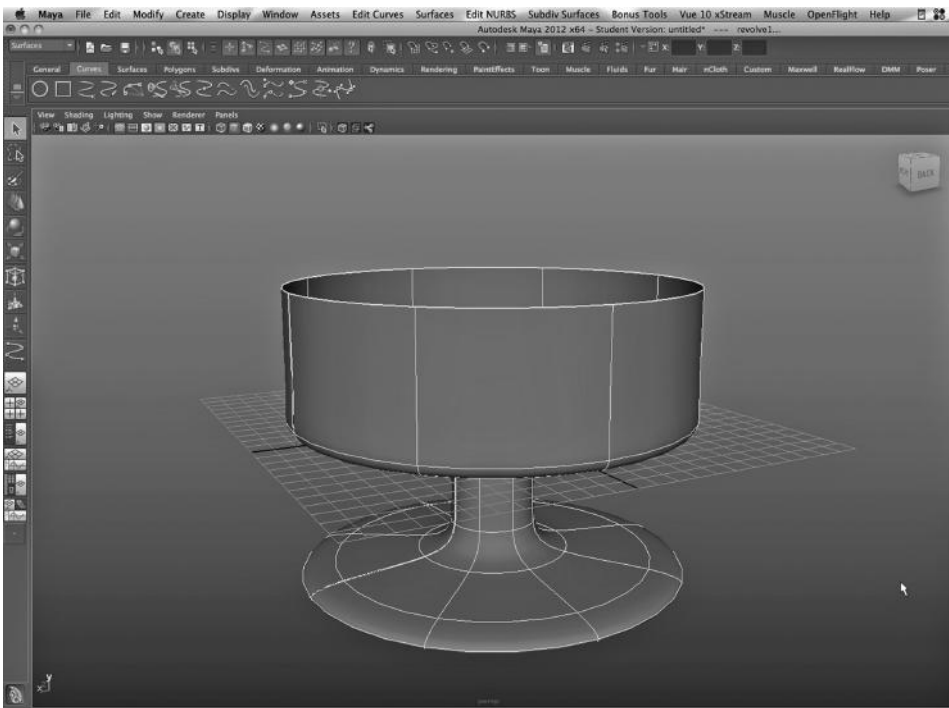 Maya File Edit Modify Create Display Window Assets Edit Curves Surfaces Edit NURBS Subdiv Surfaces Bonus Tools Vue 10 xStream Muscle OpenFlight Help
Autodesk Maya 2012 x64 – Student Version: untitled* --- revolve1...
Surfaces X: Y: Z:
General Curves Surfaces Polygons Subdivs Deformation Animation Dynamics Rendering PaintEffects Toon Muscle Fluids Fur Hair nCloth Custom Maxwell RealFlow DMM Poser
View Shading Lighting Show Renderer Panels
BACK
y
x
persp